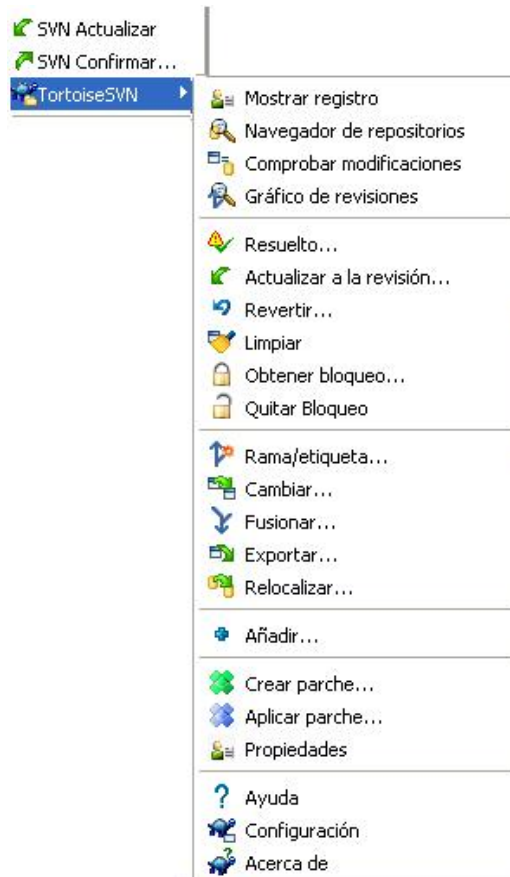 SVN Actualizar
SVN Confirmar...
TortoiseSVN
Mostrar registro
Navegador de repositorios
Comprobar modificaciones
Gráfico de revisiones
Resuelto...
Actualizar a la revisión...
Revertir...
Limpiar
Obtener bloqueo...
Quitar Bloqueo
Rama/etiqueta...
Cambiar...
Fusionar...
Exportar...
Relocalizar...
Añadir...
Crear parche...
Aplicar parche...
Propiedades
Ayuda
Configuración
Acerca de